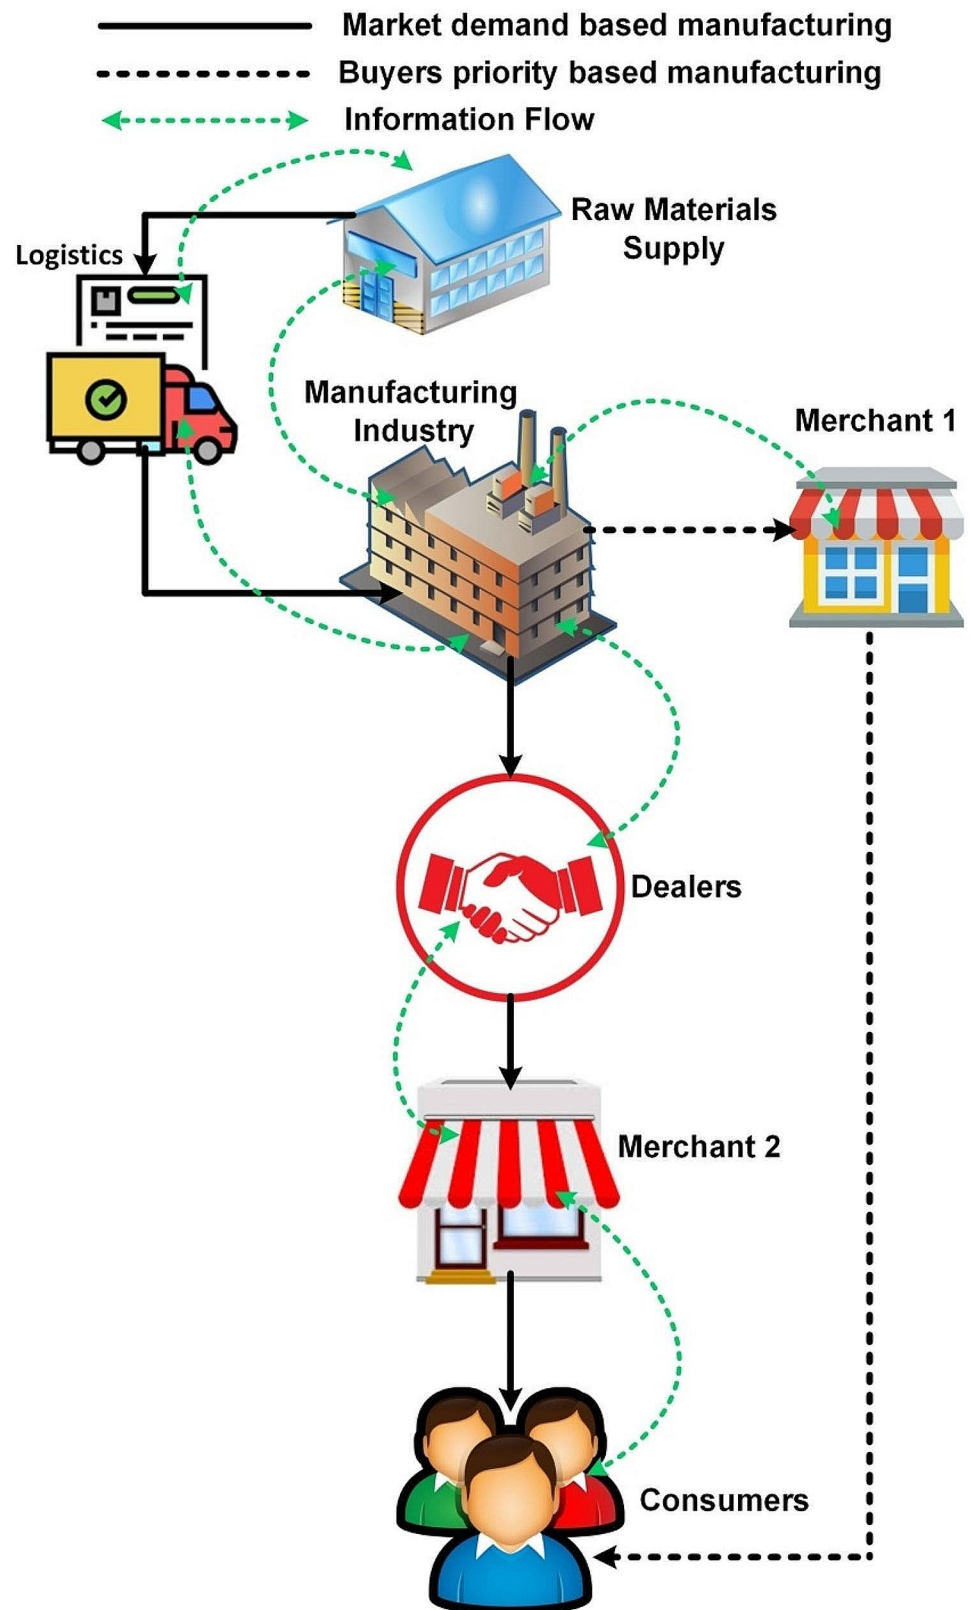 Market demand based manufacturing
Buyers priority based manufacturing
Information Flow
Raw Materials
Supply
Logistics
Manufacturing
Industry
Merchant 1
Dealers
Merchant 2
Consumers